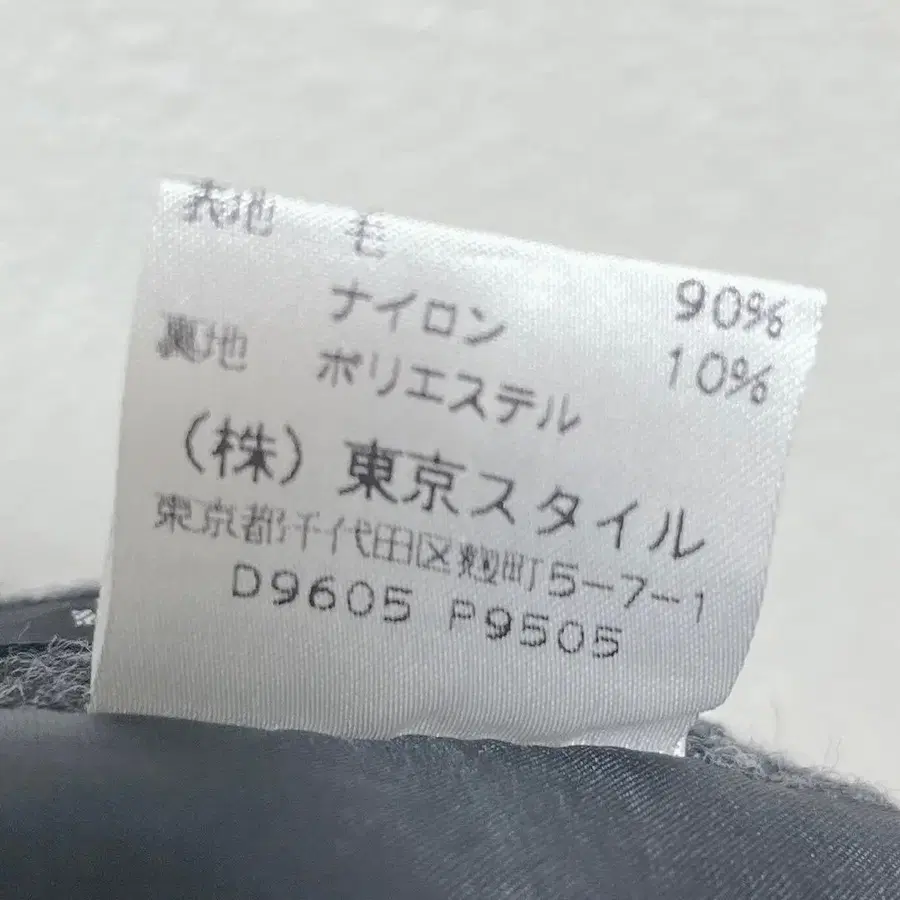 表地 毛 90%
ナイロン 10%
裏地 ポリエステル
(株) 東京スタイル
東京都千代田区麹町5-7-1
D9605 P9505